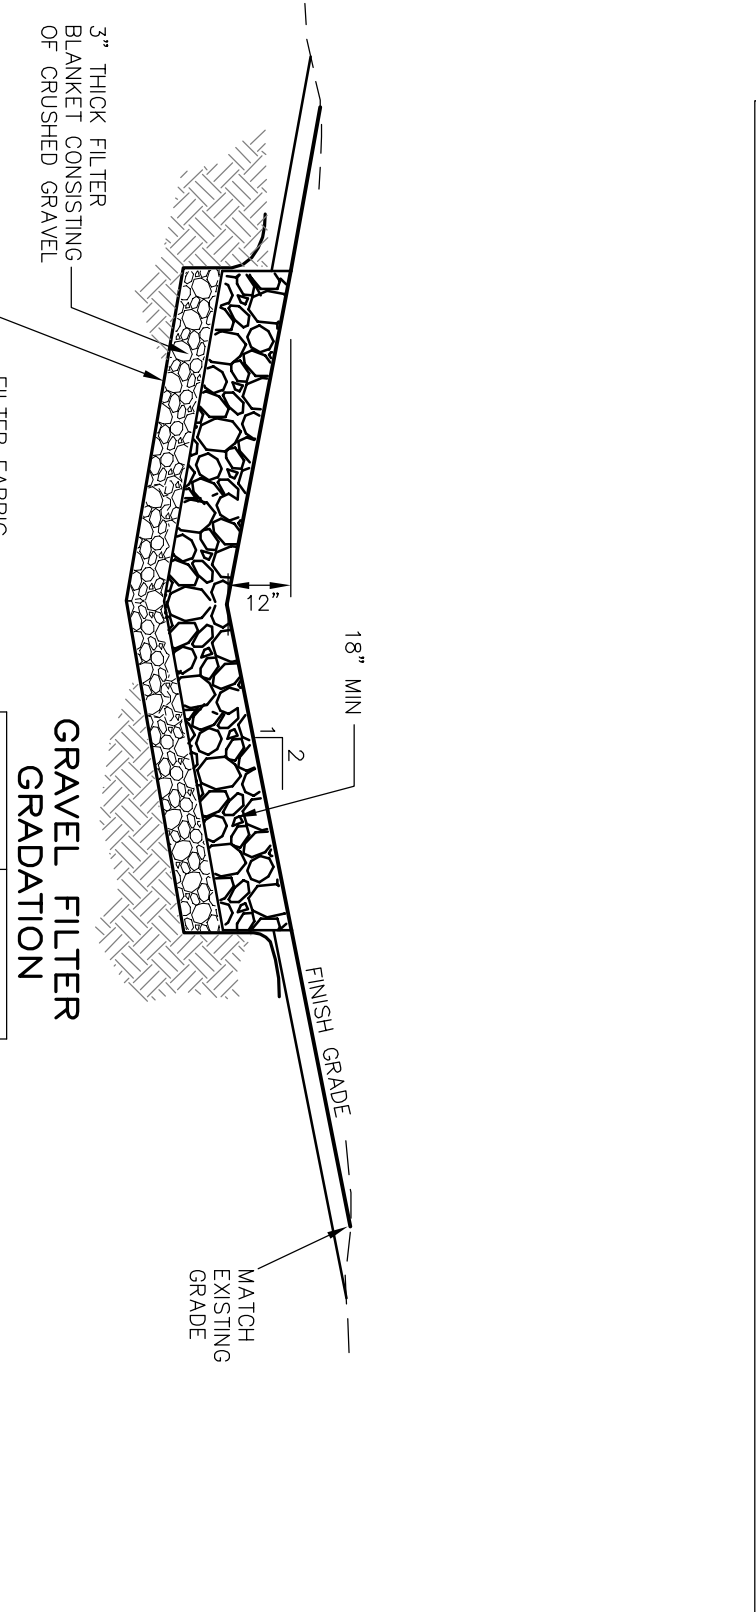 18" MIN
FINISH GRADE
2
1
12"
MATCH
EXISTING
GRADE
3" THICK FILTER
BLANKET CONSISTING
OF CRUSHED GRAVEL
GRAVEL FILTER
GRADATION
FILTER FABRIC